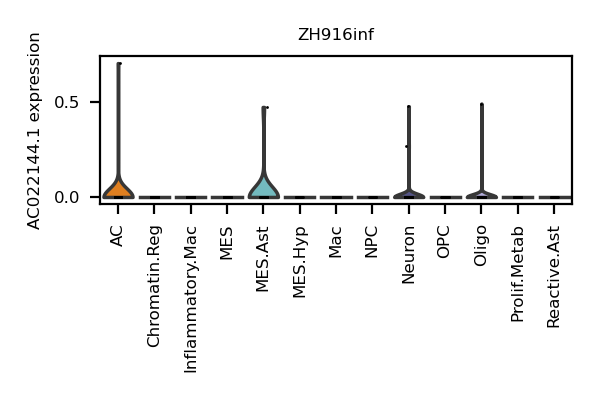 ZH916inf
AC022144.1 expression
0.5
0.0
AC
Chromatin.Reg
Inflammatory.Mac
MES
MES.Ast
MES.Hyp
Mac
NPC
Neuron
OPC
Oligo
Prolif.Metab
Reactive.Ast